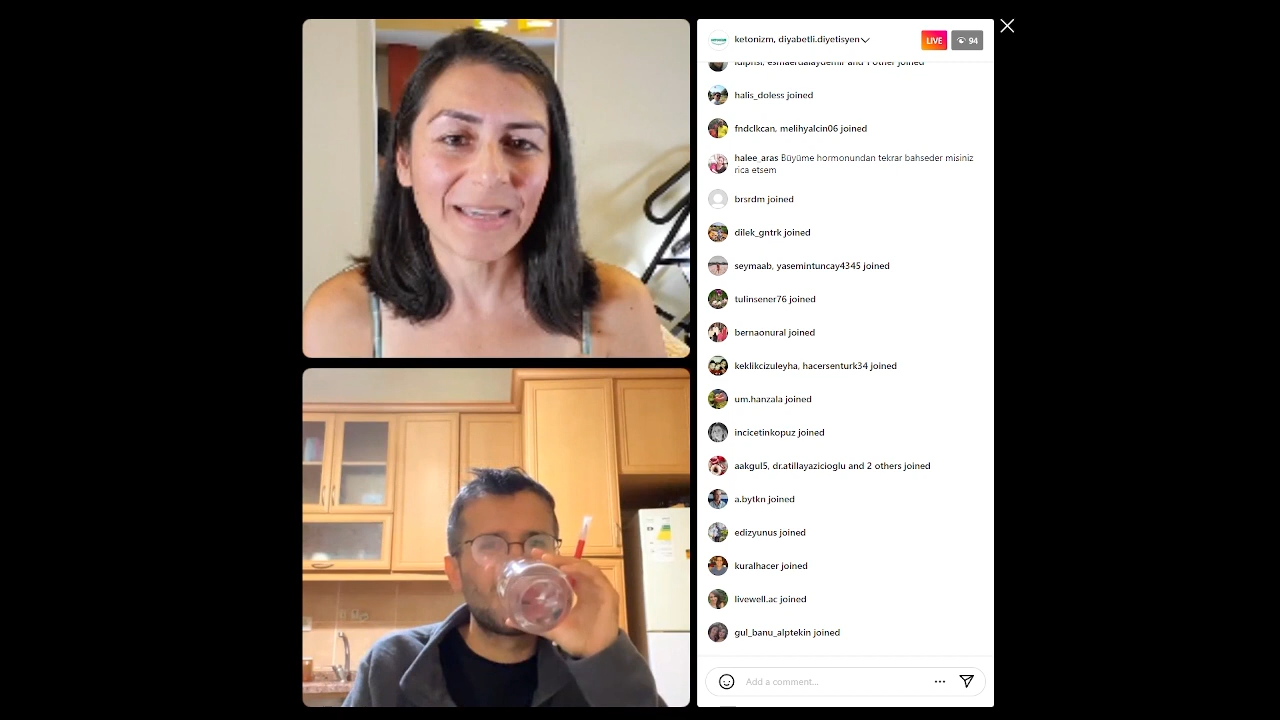 ketonizm, diyabetli.diyetisyen
LIVE
94
halis_doless joined
fndclkcan, melihyalcin06 joined
halee_aras Büyüme hormonundan tekrar bahseder misiniz
rica etsem
brsrdm joined
dilek_gntrk joined
seymaab, yasemintuncay4345 joined
tulinsener76 joined
bernaonural joined
keklikcizuleyha, hacersenturk34 joined
um.hanzala joined
incicetinkopuz joined
aakgul5, dr.atillayazicioglu and 2 others joined
a.bytkn joined
edizyunus joined
kuralhacer joined
livewell.ac joined
gul_banu_alptekin joined
Add a comment...